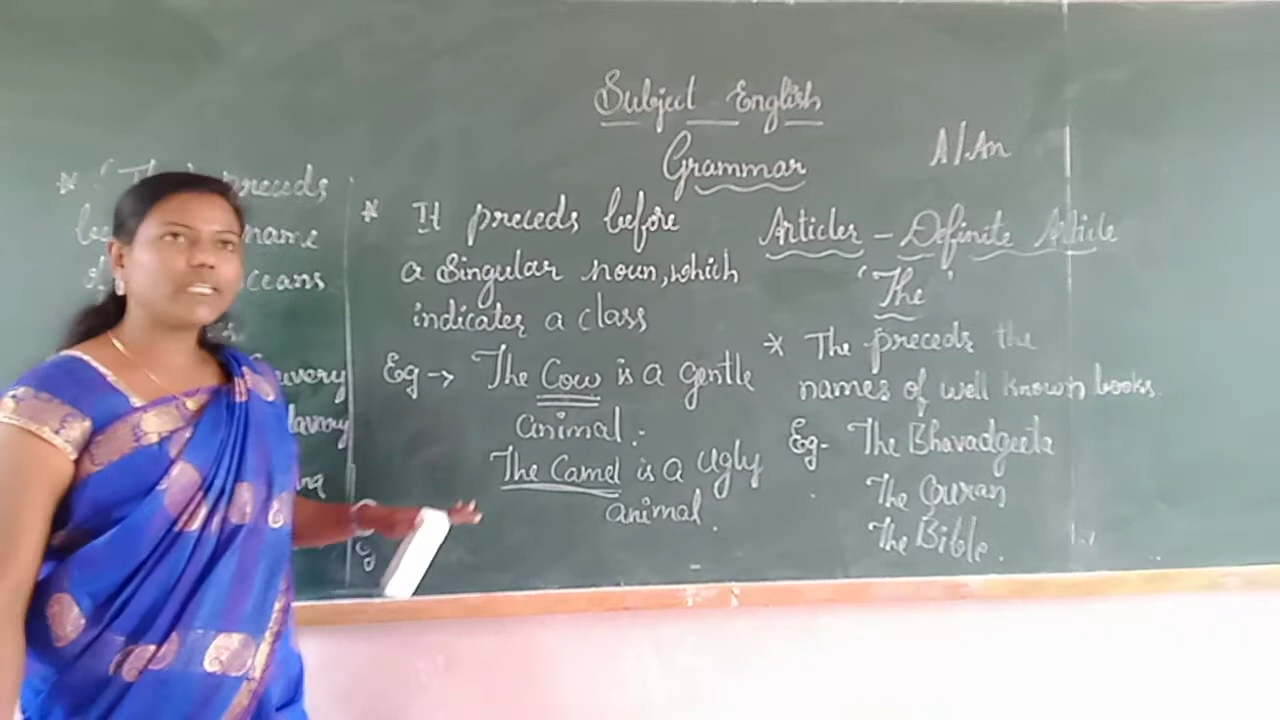 Subject English
Grammar
A/An
* preceds
name
ceans
* It preceds before
a Singular noun, which
indicates a class
Eg → The Cow is a gentle
animal.-
The Camel is a Ugly
animal.
Articles - Definite Article
'The'
* The preceds the
names of well known books.
Eg- The Bhavadgeeta
The Quran
The Bible.